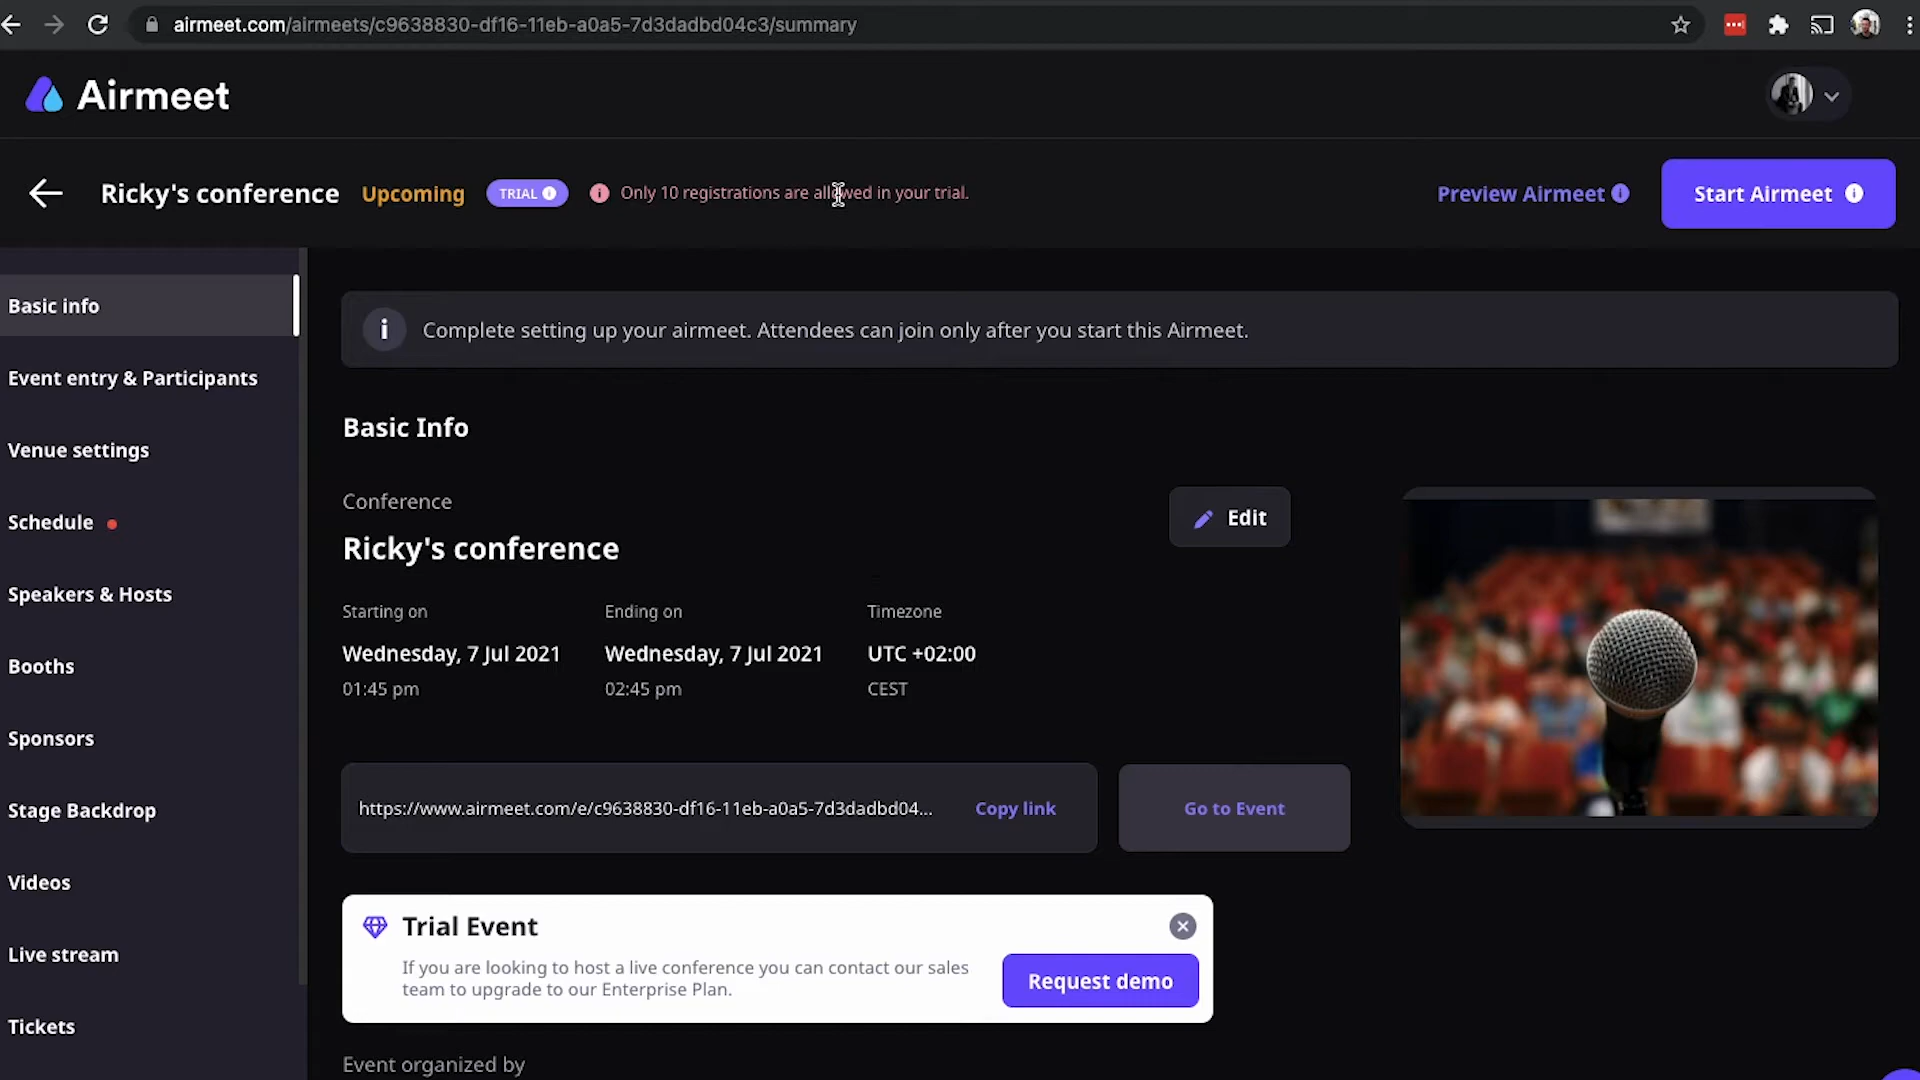 airmeet.com/airmeets/c9638830-df16-11eb-a0a5-7d3dadbd04c3/summary
Airmeet
Ricky's conference Upcoming TRIAL Only 10 registrations are allowed in your trial. Preview Airmeet Start Airmeet
Basic info
Event entry & Participants
Venue settings
Schedule
Speakers & Hosts
Booths
Sponsors
Stage Backdrop
Videos
Live stream
Tickets
Complete setting up your airmeet. Attendees can join only after you start this Airmeet.
Basic Info
Conference
Ricky's conference
Edit
Starting on Ending on Timezone
Wednesday, 7 Jul 2021 Wednesday, 7 Jul 2021 UTC +02:00
01:45 pm 02:45 pm CEST
https://www.airmeet.com/e/c9638830-df16-11eb-a0a5-7d3dadbd04... Copy link Go to Event
Trial Event
If you are looking to host a live conference you can contact our sales
team to upgrade to our Enterprise Plan.
Request demo
Event organized by